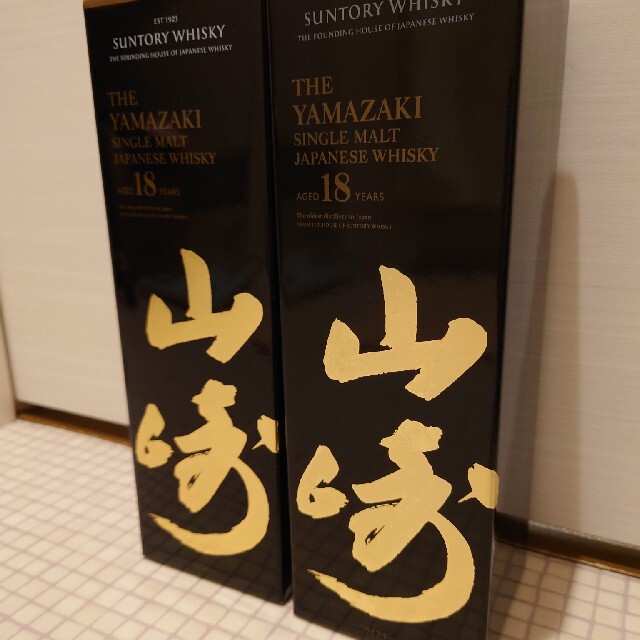 EST 1923
SUNTORY WHISKY
THE FOUNDING HOUSE OF JAPANESE WHISKY
THE
YAMAZAKI
SINGLE MALT
JAPANESE WHISKY
AGED 18 YEARS
山
崎
SUNTORY WHISKY
THE FOUNDING HOUSE OF JAPANESE WHISKY
THE
YAMAZAKI
SINGLE MALT
JAPANESE WHISKY
AGED 18 YEARS
The oldest distillery in Japan
山
崎